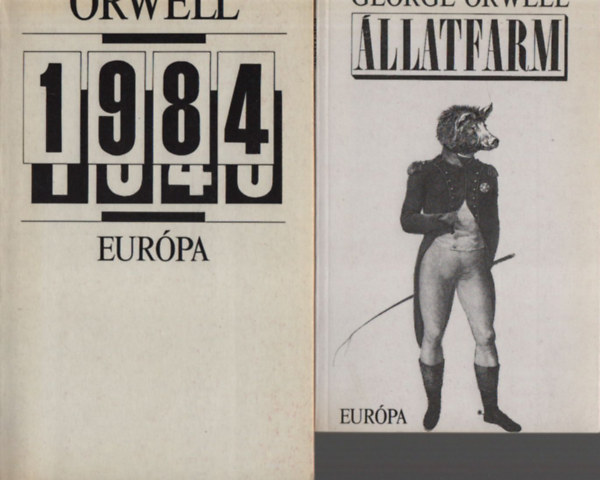 ORWELL
1984
EURÓPA
GEORGE ORWELL
ÁLLATFARM
EURÓPA